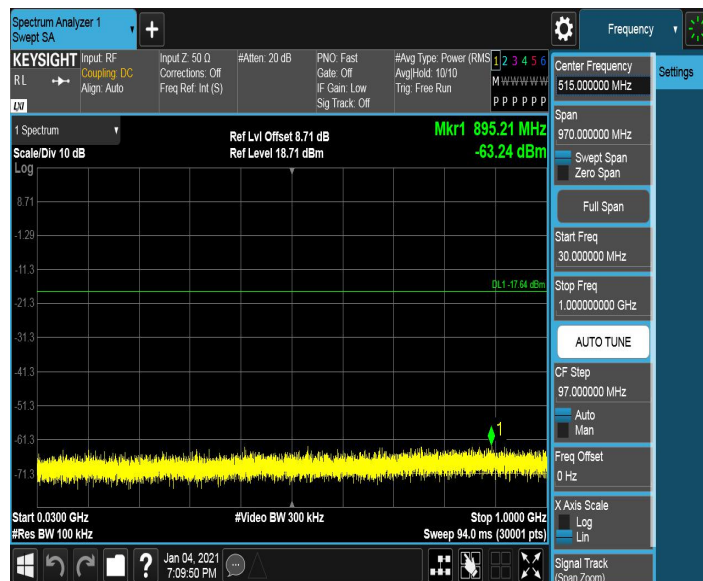 Spectrum Analyzer 1
Swept SA
+
Frequency
KEYSIGHT
RL
LXI
Input: RF
Coupling: DC
Align: Auto
Input Z: 50 Ω
Corrections: Off
Freq Ref: Int (S)
#Atten: 20 dB
PNO: Fast
Gate: Off
IF Gain: Low
Sig Track: Off
#Avg Type: Power (RMS
Avg|Hold: 10/10
Trig: Free Run
1 2 3 4 5 6
M W W W W W
P P P P P P
1 Spectrum
Scale/Div 10 dB
Log
Ref Lvl Offset 8.71 dB
Ref Level 18.71 dBm
Mkr1 895.21 MHz
-63.24 dBm
8.71
-1.29
-11.3
DL1 -17.64 dBm
-21.3
-31.3
-41.3
-51.3
-61.3
1
-71.3
Start 0.0300 GHz
#Res BW 100 kHz
#Video BW 300 kHz
Stop 1.0000 GHz
Sweep 94.0 ms (30001 pts)
?
Jan 04, 2021
7:09:50 PM
Center Frequency
515.000000 MHz
Settings
Span
970.000000 MHz
Swept Span
Zero Span
Full Span
Start Freq
30.000000 MHz
Stop Freq
1.000000000 GHz
AUTO TUNE
CF Step
97.000000 MHz
Auto
Man
Freq Offset
0 Hz
X Axis Scale
Log
Lin
Signal Track
(Span Zoom)